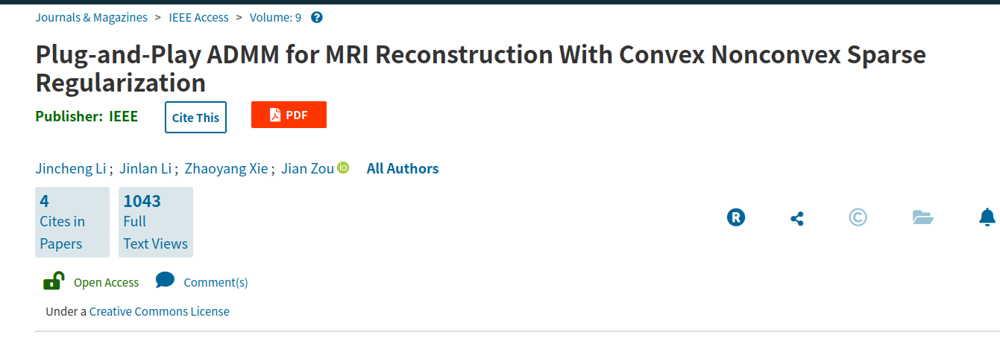 Journals & Magazines > IEEE Access > Volume: 9 ?
Plug-and-Play ADMM for MRI Reconstruction With Convex Nonconvex Sparse
Regularization
Publisher: IEEE Cite This PDF
Jincheng Li ; Jinlan Li ; Zhaoyang Xie ; Jian Zou iD All Authors
4 1043
Cites in Full
Papers Text Views
R ©
Open Access Comment(s)
Under a Creative Commons License